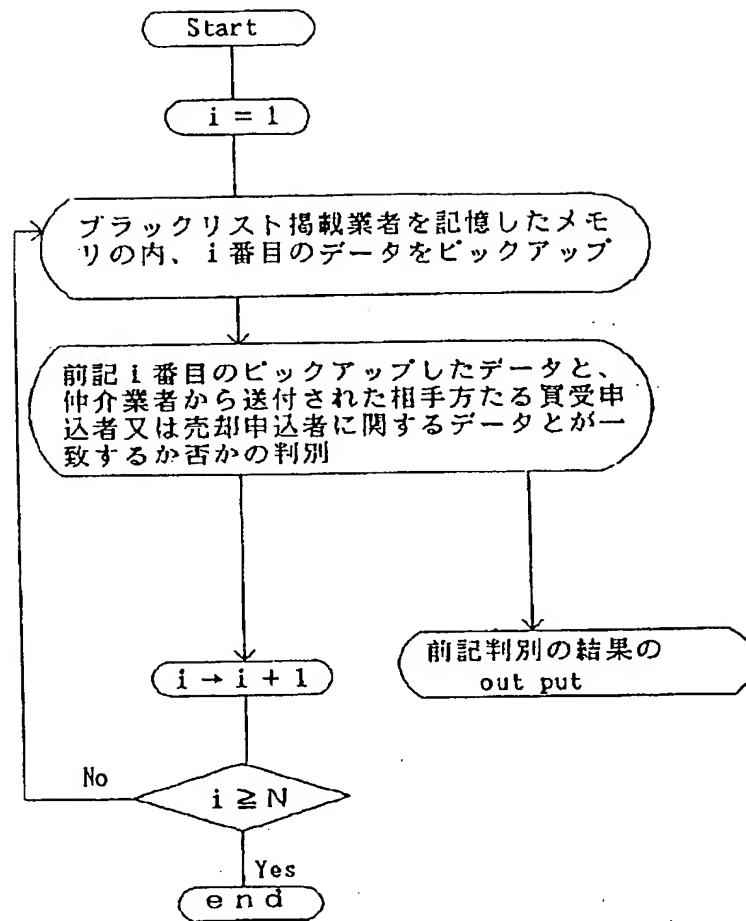 Start
i = 1
ブラックリスト掲載業者を記憶したメモ
リの内、i番目のデータをピックアップ
前記i番目のピックアップしたデータと、
仲介業者から送付された相手方たる買受申
込者又は売却申込者に関するデータとが一
致するか否かの判別
前記判別の結果の
out put
i → i + 1
No
i ≧ N
Yes
end